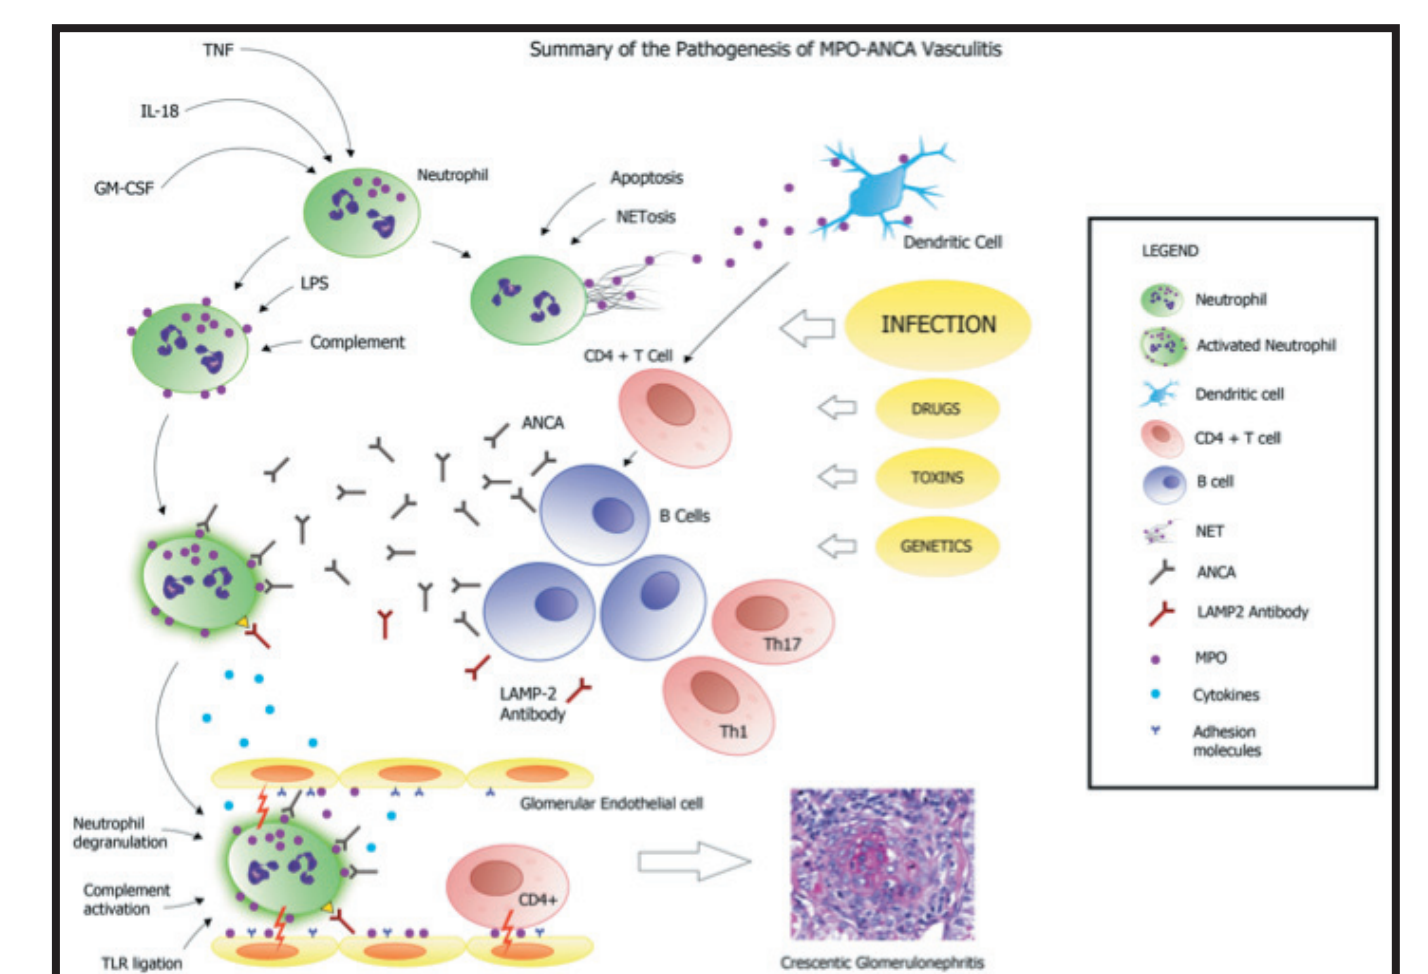 Summary of the Pathogenesis of MPO-ANCA Vasculitis
TNF
IL-18
GM-CSF
Neutrophil
Apoptosis
NETosis
Dendritic Cell
LPS
Complement
CD4 + T Cell
INFECTION
DRUGS
TOXINS
GENETICS
ANCA
B Cells
Th17
Th1
LAMP-2
Antibody
Glomerular Endothelial cell
Neutrophil
degranulation
Complement
activation
TLR ligation
CD4+
Crescentic Glomerulonephritis
LEGEND
Neutrophil
Activated Neutrophil
Dendritic cell
CD4 + T cell
B cell
NET
ANCA
LAMP2 Antibody
MPO
Cytokines
Adhesion
molecules